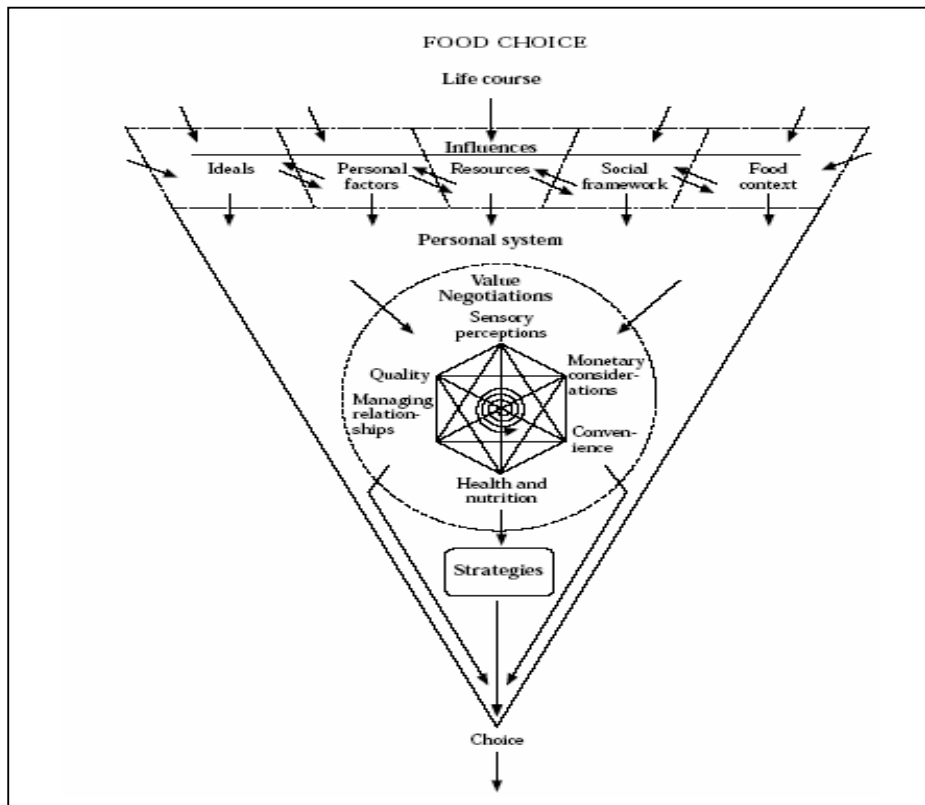 FOOD CHOICE
Life course
Influences
Ideals
Personal
factors
Resources
Social
framework
Food
context
Personal system
Value
Negotiations
Sensory
perceptions
Quality
Monetary
consider-
ations
Managing
relation-
ships
Conven-
ience
Health and
nutrition
Strategies
Choice